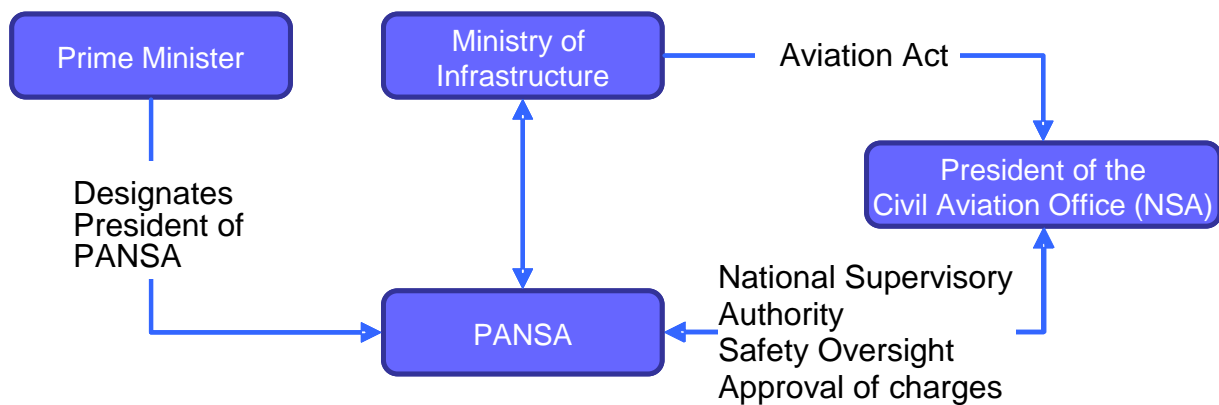 Prime Minister
Ministry of
Infrastructure
Aviation Act
President of the
Civil Aviation Office (NSA)
Designates
President of
PANSA
National Supervisory
Authority
Safety Oversight
Approval of charges
PANSA